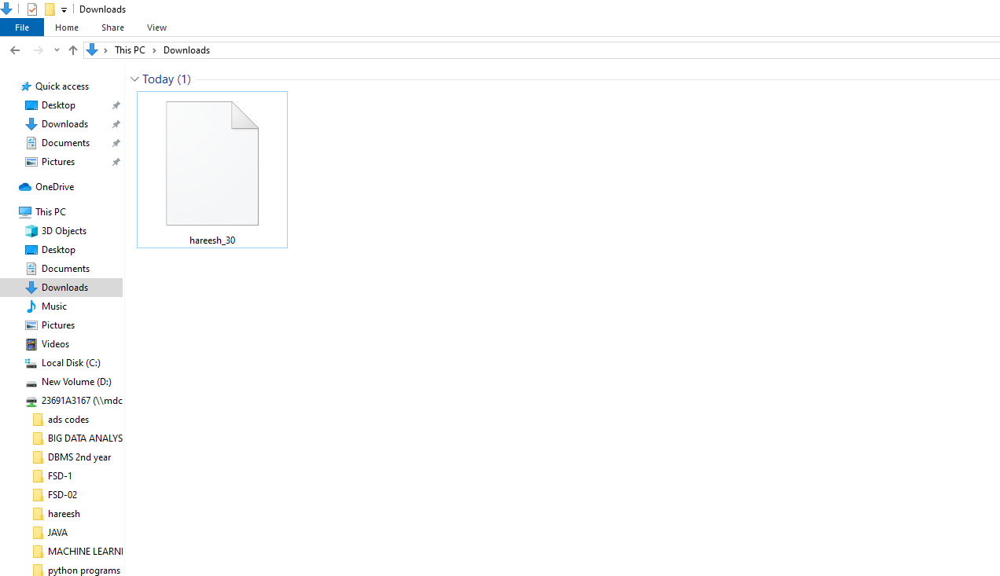 Downloads
File Home Share View
This PC Downloads
Quick access
Desktop
Downloads
Documents
Pictures
OneDrive
This PC
3D Objects
Desktop
Documents
Downloads
Music
Pictures
Videos
Local Disk (C:)
New Volume (D:)
23691A3167 (\\mdc
ads codes
BIG DATA ANALYS
DBMS 2nd year
FSD-1
FSD-02
hareesh
JAVA
MACHINE LEARNI
python programs
Today (1)
hareesh_30